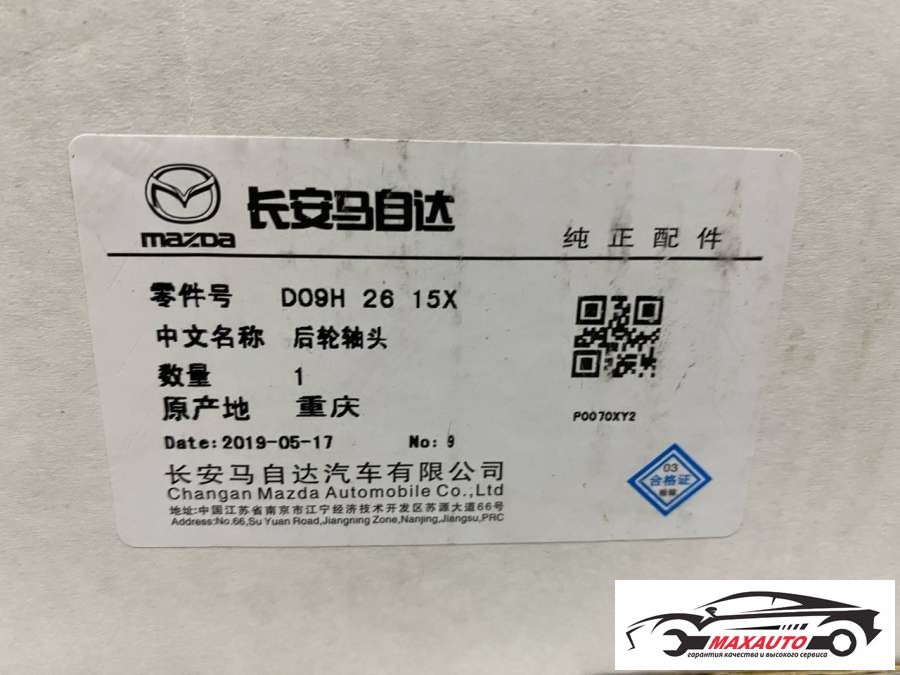 mazda
长安马自达
纯正配件
零件号 D09H 26 15X
中文名称 后轮轴头
数量 1
原产地 重庆
P0070XY2
Date:2019-05-17 No: 9
长安马自达汽车有限公司
Changan Mazda Automobile Co.,Ltd
地址:中国江苏省南京市江宁经济技术开发区苏源大道66号
Address:No.66,Su Yuan Road,Jiangning Zone,Nanjing,Jiangsu,PRC
03
合格证
MAXAUTO
гарантия качества и высокого сервиса